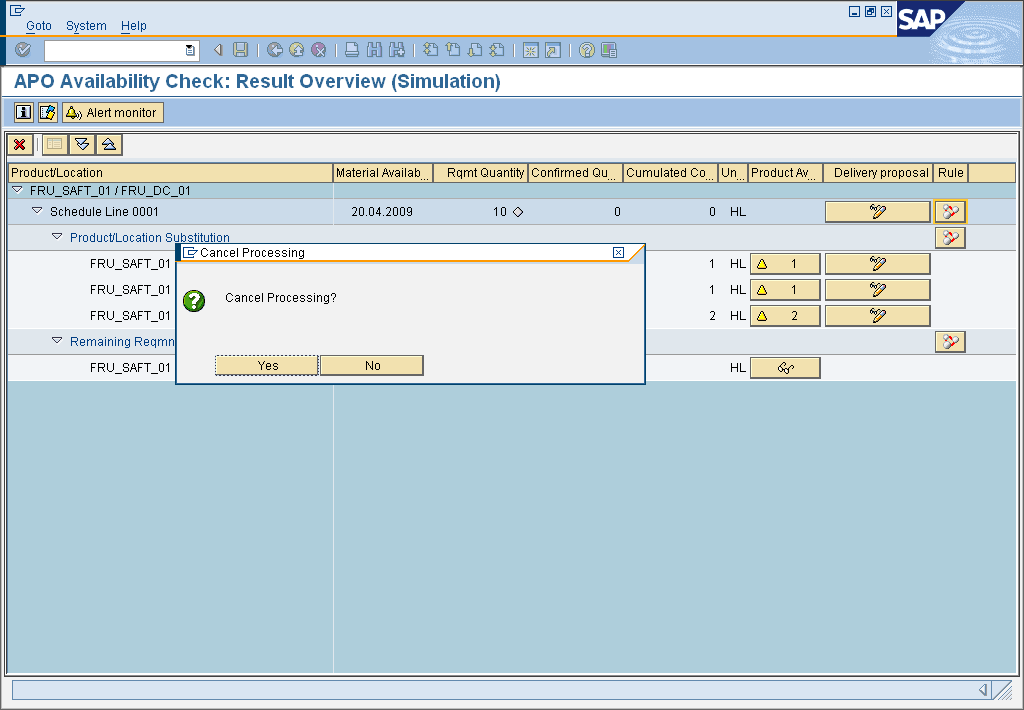 Goto System Help
SAP
APO Availability Check: Result Overview (Simulation)
Alert monitor
Product/Location Material Availab... Rqmt Quantity Confirmed Qu... Cumulated Co... Un... Product Av... Delivery proposal Rule
FRU_SAFT_01 / FRU_DC_01
Schedule Line 0001 20.04.2009 10 0 0 HL
Product/Location Substitution
Cancel Processing
FRU_SAFT_01 1 HL 1
FRU_SAFT_01 1 HL 1
Cancel Processing?
FRU_SAFT_01 2 HL 2
Remaining Reqmn
FRU_SAFT_01 HL
Yes No